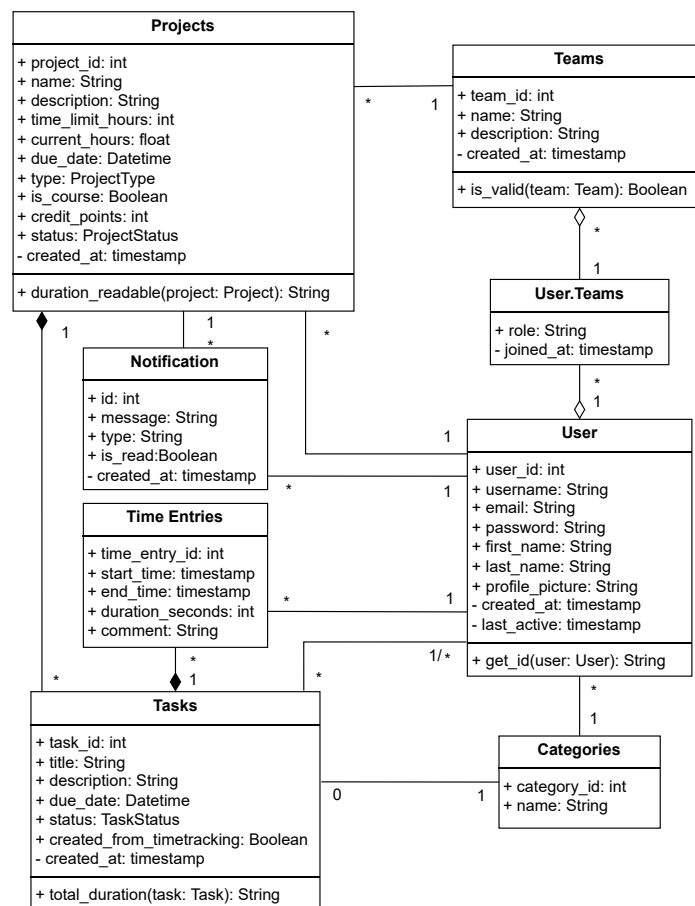 Projects
+ project_id: int
+ name: String
+ description: String
+ time_limit_hours: int
+ current_hours: float
+ due_date: Datetime
+ type: ProjectType
+ is_course: Boolean
+ credit_points: int
+ status: ProjectStatus
- created_at: timestamp
+ duration_readable(project: Project): String
*
1
Teams
+ team_id: int
+ name: String
+ description: String
- created_at: timestamp
+ is_valid(team: Team): Boolean
*
1
User.Teams
+ role: String
- joined_at: timestamp
*
1
1
1
*
*
Notification
+ id: int
+ message: String
+ type: String
+ is_read:Boolean
- created_at: timestamp
1
*
1
User
+ user_id: int
+ username: String
+ email: String
+ password: String
+ first_name: String
+ last_name: String
+ profile_picture: String
- created_at: timestamp
- last_active: timestamp
+ get_id(user: User): String
Time Entries
+ time_entry_id: int
+ start_time: timestamp
+ end_time: timestamp
+ duration_seconds: int
+ comment: String
*
1
1/*
*
*
1
*
*
1
Tasks
+ task_id: int
+ title: String
+ description: String
+ due_date: Datetime
+ status: TaskStatus
+ created_from_timetracking: Boolean
- created_at: timestamp
+ total_duration(task: Task): String
0
1
Categories
+ category_id: int
+ name: String